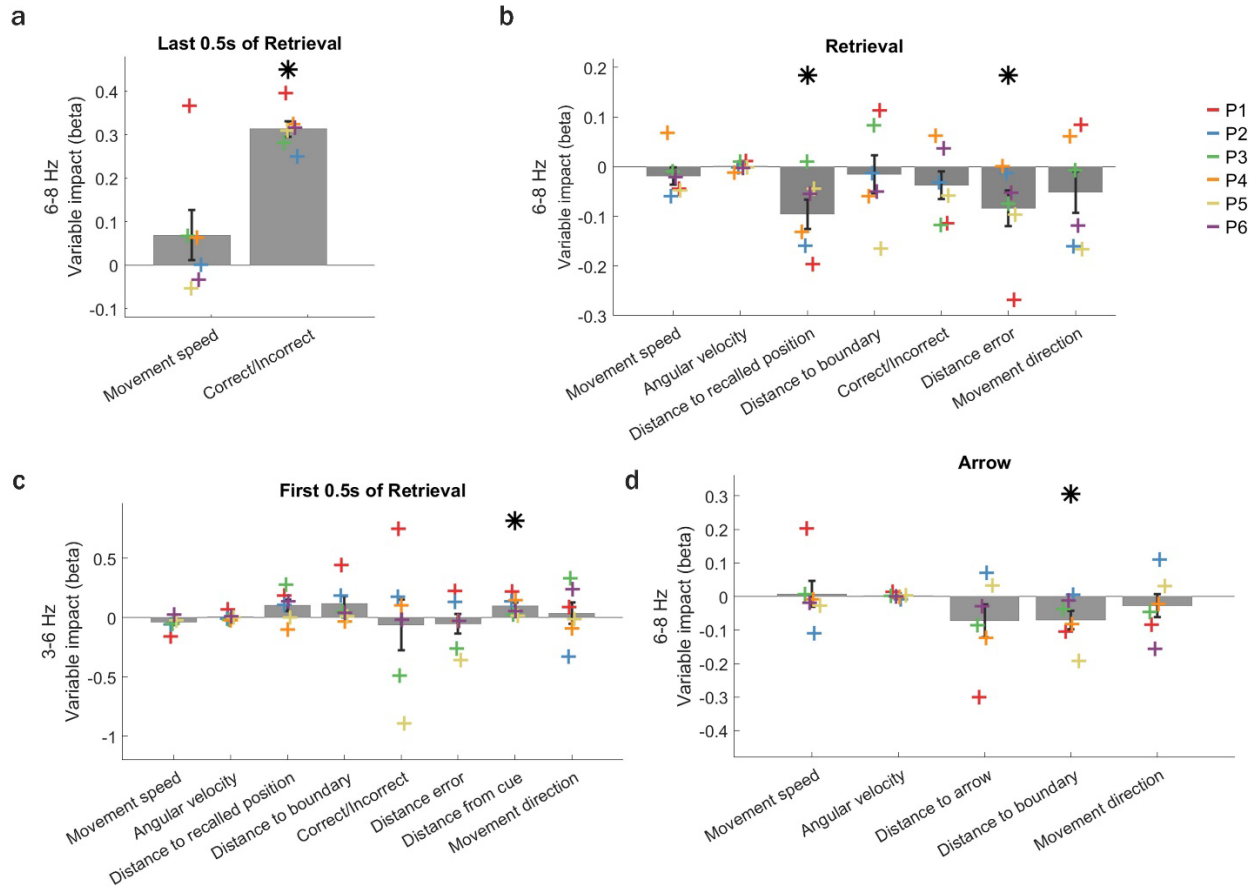 a
Last 0.5s of Retrieval
6-8 Hz
Variable impact (beta)
0.4
0.3
0.2
0.1
0
-0.1
Movement speed
Correct/Incorrect
b
Retrieval
6-8 Hz
Variable impact (beta)
0.2
0.1
0
-0.1
-0.2
-0.3
Movement speed
Angular velocity
Distance to recalled position
Distance to boundary
Correct/Incorrect
Distance error
Movement direction
P1
P2
P3
P4
P5
P6
c
First 0.5s of Retrieval
3-6 Hz
Variable impact (beta)
0.5
0
-0.5
-1
Movement speed
Angular velocity
Distance to recalled position
Distance to boundary
Correct/Incorrect
Distance error
Distance from cue
Movement direction
d
Arrow
6-8 Hz
Variable impact (beta)
0.3
0.2
0.1
0
-0.1
-0.2
-0.3
-0.4
Movement speed
Angular velocity
Distance to arrow
Distance to boundary
Movement direction